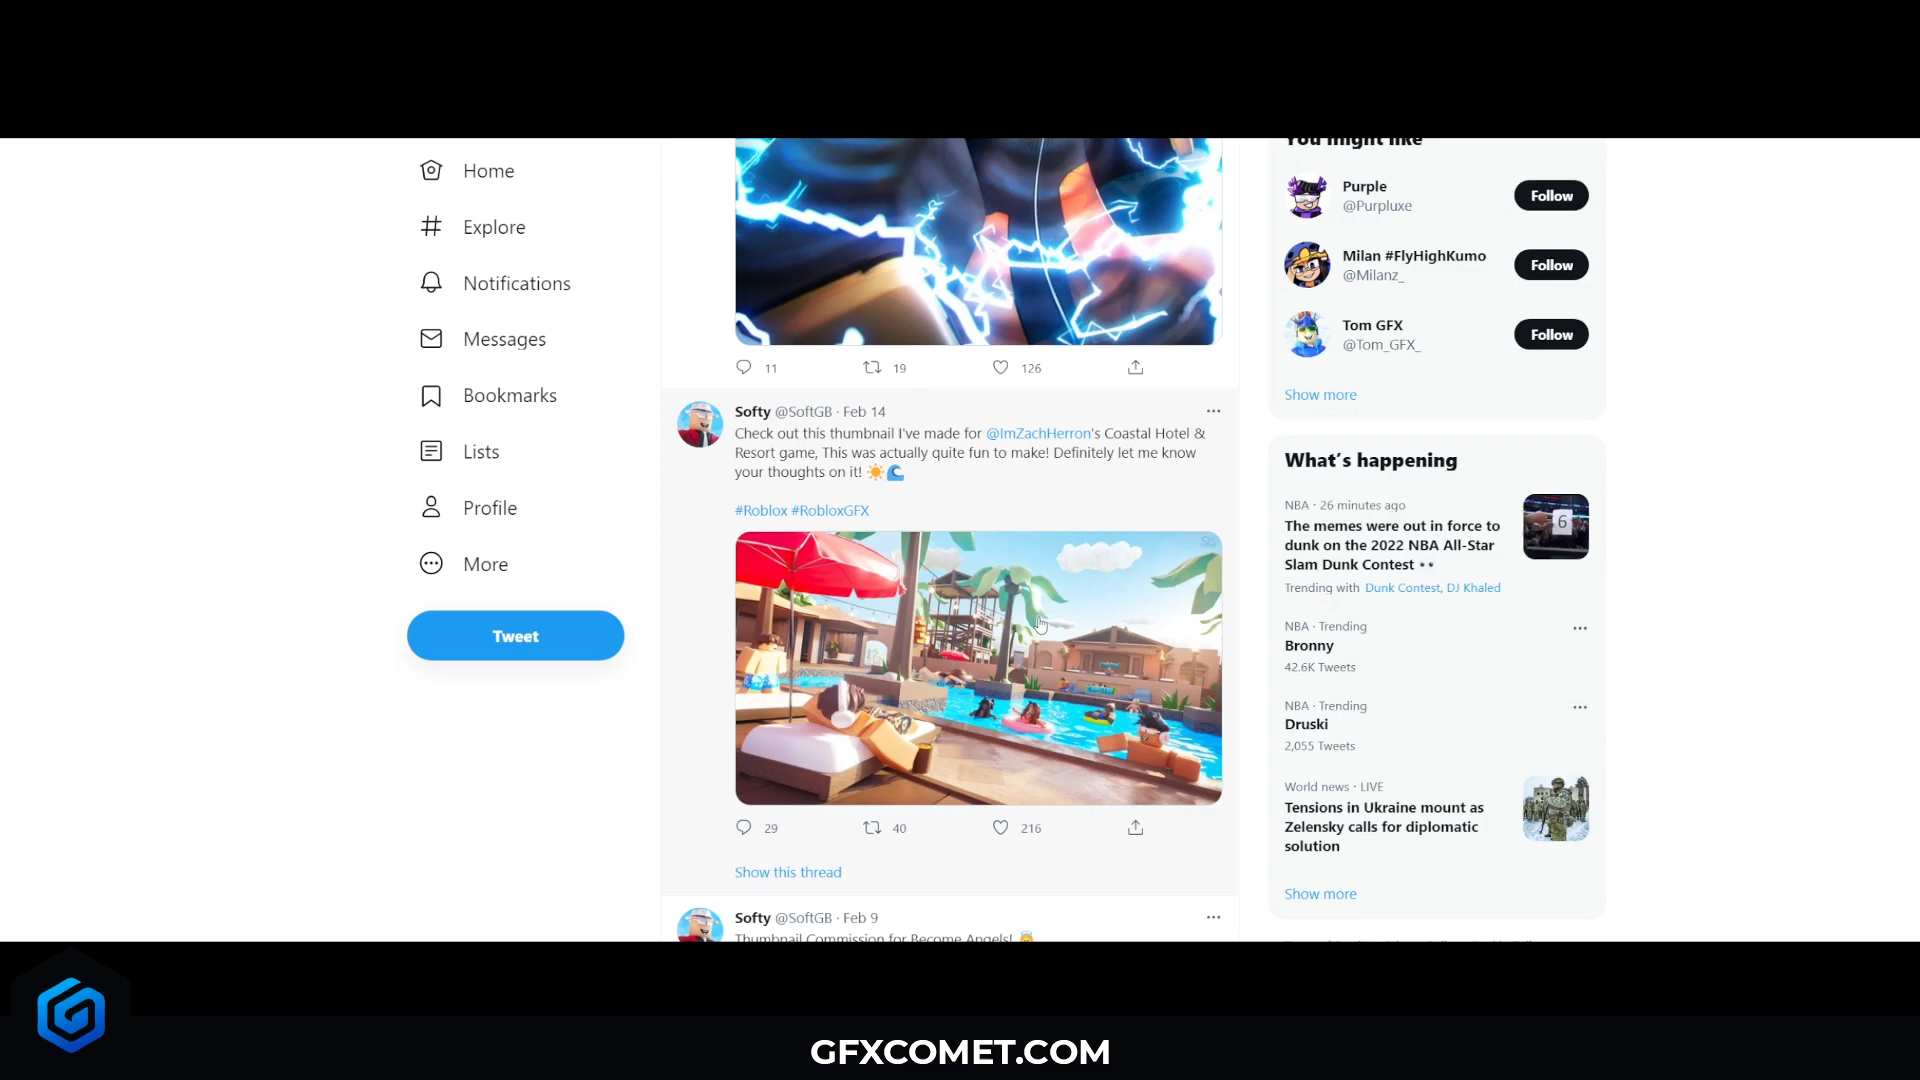 Home
Explore
Notifications
Messages
Bookmarks
Lists
Profile
More
Tweet
11 19 126
Softy @SoftGB · Feb 14
Check out this thumbnail I've made for @ImZachHerron's Coastal Hotel &
Resort game, This was actually quite fun to make! Definitely let me know
your thoughts on it! ☀️🌊
#Roblox #RobloxGFX
SG
29 40 216
Show this thread
Softy @SoftGB · Feb 9
Thumbnail Commission for Become Angels! 😇
You might like
Purple
@Purpluxe
Follow
Milan #FlyHighKumo
@Milanz_
Follow
Tom GFX
@Tom_GFX_
Follow
Show more
What's happening
NBA · 26 minutes ago
The memes were out in force to
dunk on the 2022 NBA All-Star
Slam Dunk Contest 👀
6
Trending with Dunk Contest, DJ Khaled
NBA · Trending
Bronny
42.6K Tweets
NBA · Trending
Druski
2,055 Tweets
World news · LIVE
Tensions in Ukraine mount as
Zelensky calls for diplomatic
solution
Show more
GFXCOMET.COM